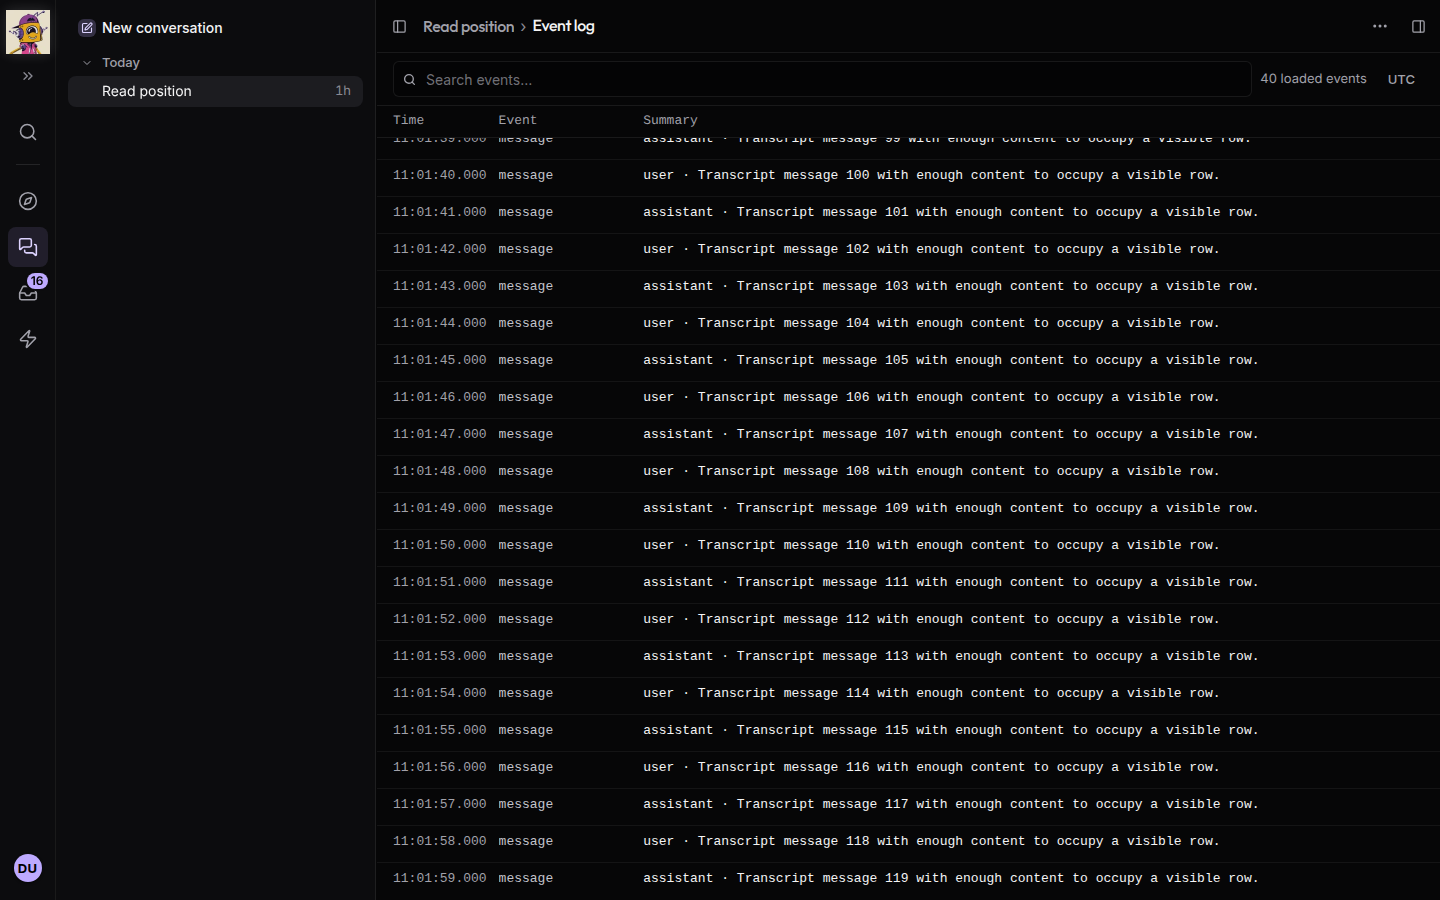 New conversation
Today
Read position 1h
16
DU
Read position › Event log
Search events...
40 loaded events
UTC
Time Event Summary
11:01:39.000 message assistant · Transcript message 99 with enough content to occupy a visible row.
11:01:40.000 message user · Transcript message 100 with enough content to occupy a visible row.
11:01:41.000 message assistant · Transcript message 101 with enough content to occupy a visible row.
11:01:42.000 message user · Transcript message 102 with enough content to occupy a visible row.
11:01:43.000 message assistant · Transcript message 103 with enough content to occupy a visible row.
11:01:44.000 message user · Transcript message 104 with enough content to occupy a visible row.
11:01:45.000 message assistant · Transcript message 105 with enough content to occupy a visible row.
11:01:46.000 message user · Transcript message 106 with enough content to occupy a visible row.
11:01:47.000 message assistant · Transcript message 107 with enough content to occupy a visible row.
11:01:48.000 message user · Transcript message 108 with enough content to occupy a visible row.
11:01:49.000 message assistant · Transcript message 109 with enough content to occupy a visible row.
11:01:50.000 message user · Transcript message 110 with enough content to occupy a visible row.
11:01:51.000 message assistant · Transcript message 111 with enough content to occupy a visible row.
11:01:52.000 message user · Transcript message 112 with enough content to occupy a visible row.
11:01:53.000 message assistant · Transcript message 113 with enough content to occupy a visible row.
11:01:54.000 message user · Transcript message 114 with enough content to occupy a visible row.
11:01:55.000 message assistant · Transcript message 115 with enough content to occupy a visible row.
11:01:56.000 message user · Transcript message 116 with enough content to occupy a visible row.
11:01:57.000 message assistant · Transcript message 117 with enough content to occupy a visible row.
11:01:58.000 message user · Transcript message 118 with enough content to occupy a visible row.
11:01:59.000 message assistant · Transcript message 119 with enough content to occupy a visible row.